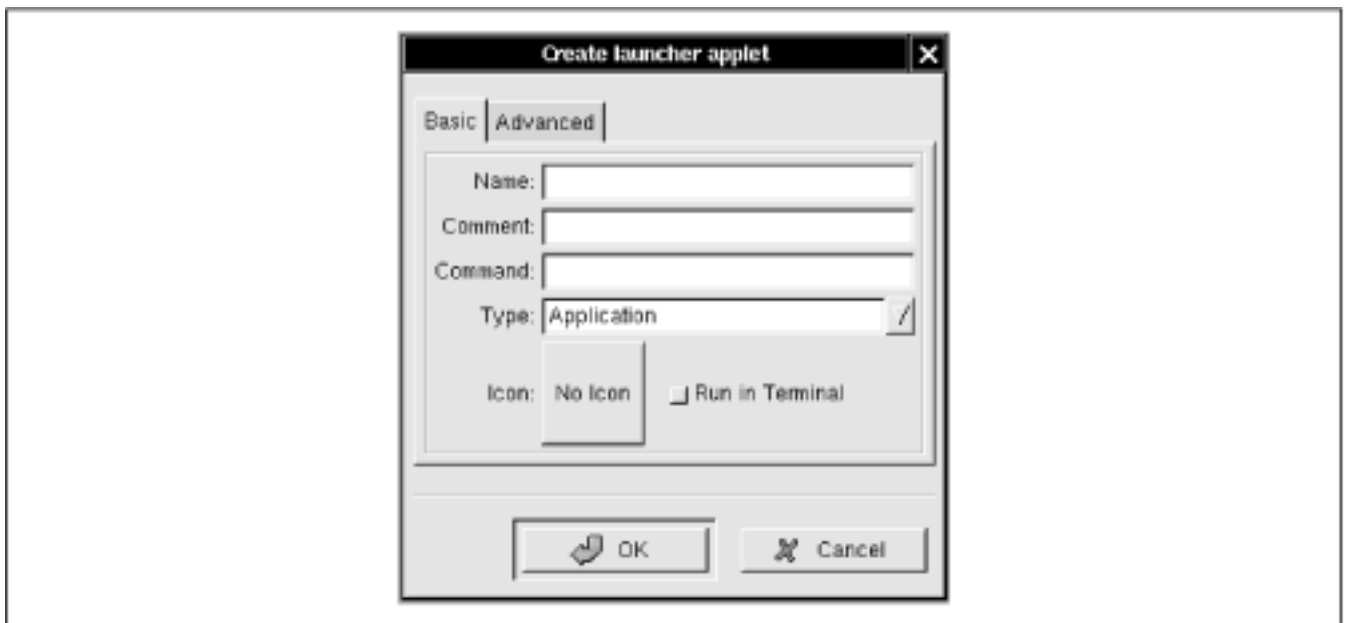 Create launcher applet
Basic Advanced
Name:
Comment:
Command:
Type: Application
Icon: No Icon Run in Terminal
OK Cancel